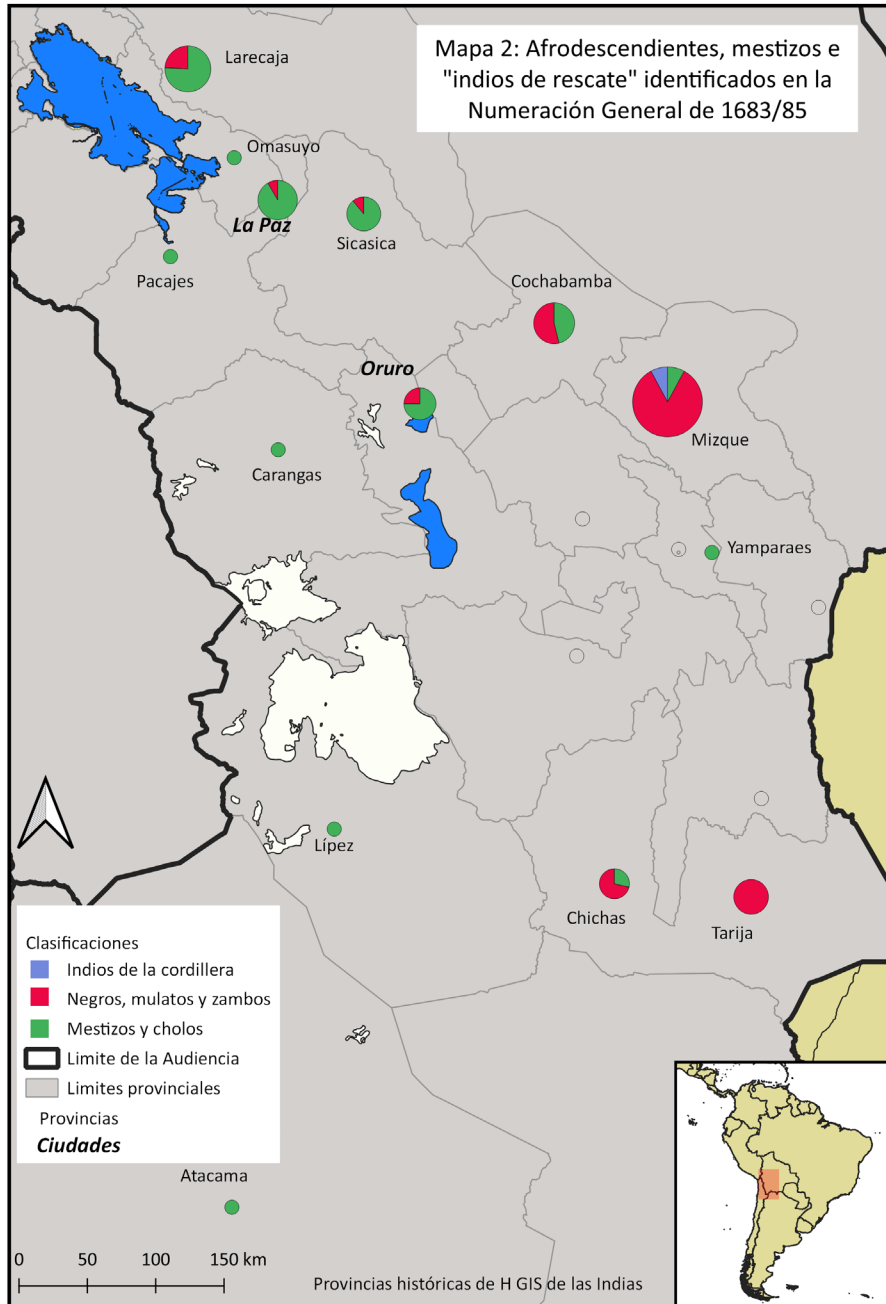 Mapa 2: Afrodescendientes, mestizos e
"indios de rescate" identificados en la
Numeración General de 1683/85
Larecaja
Omasuyo
La Paz
Sicasica
Pacajes
Cochabamba
Oruro
Mizque
Carangas
Yamparaes
Lípez
Chichas
Tarija
Clasificaciones
Indios de la cordillera
Negros, mulatos y zambos
Mestizos y cholos
Limite de la Audiencia
Limites provinciales
Provincias
Ciudades
Atacama
0 50 100 150 km
Provincias históricas de H GIS de las Indias